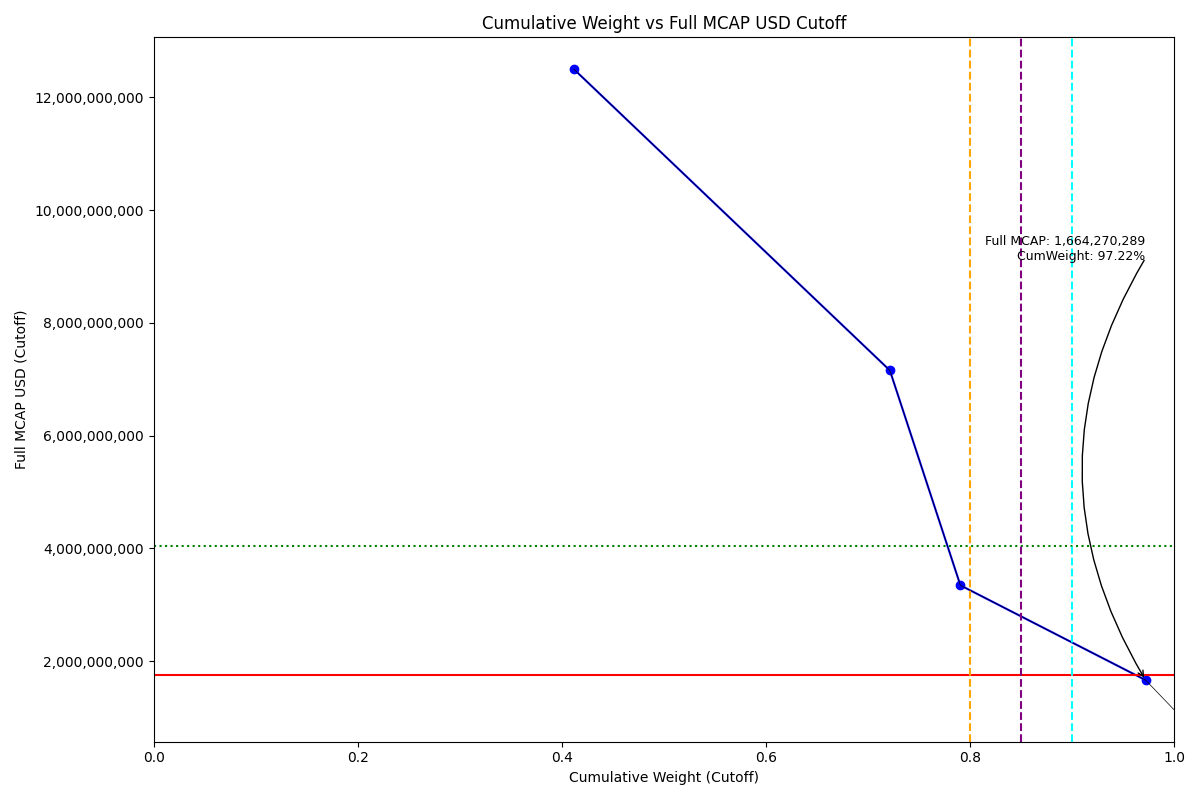 Cumulative Weight vs Full MCAP USD Cutoff
Full MCAP USD (Cutoff)
12,000,000,000
10,000,000,000
8,000,000,000
6,000,000,000
4,000,000,000
2,000,000,000
Full MCAP: 1,664,270,289
CumWeight: 97.22%
0.0 0.2 0.4 0.6 0.8 1.0
Cumulative Weight (Cutoff)